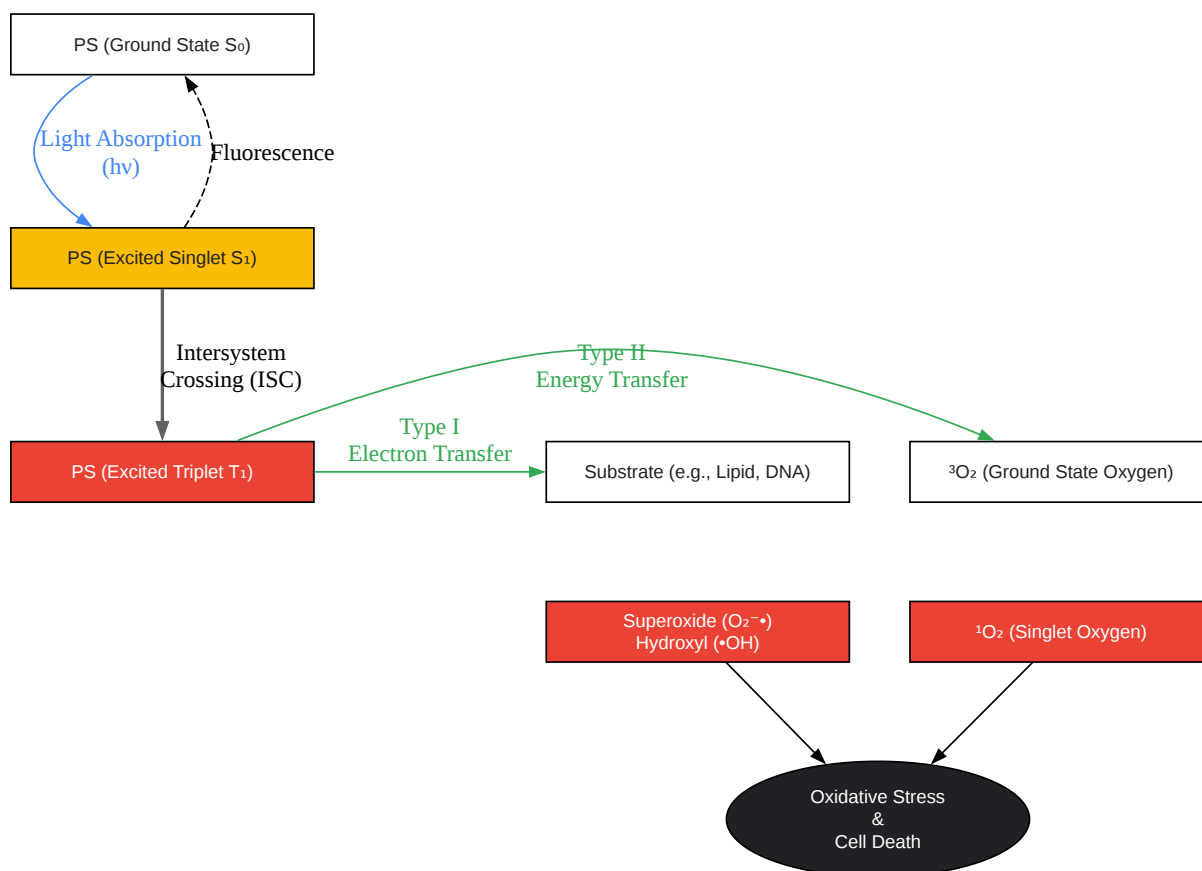 PS (Ground State S₀)
Light Absorption
(hν)
Fluorescence
PS (Excited Singlet S₁)
Intersystem
Crossing (ISC)
Type II
Energy Transfer
Type I
Electron Transfer
PS (Excited Triplet T₁)
Substrate (e.g., Lipid, DNA)
³O₂ (Ground State Oxygen)
Superoxide (O₂⁻•)
Hydroxyl (•OH)
¹O₂ (Singlet Oxygen)
Oxidative Stress
&
Cell Death